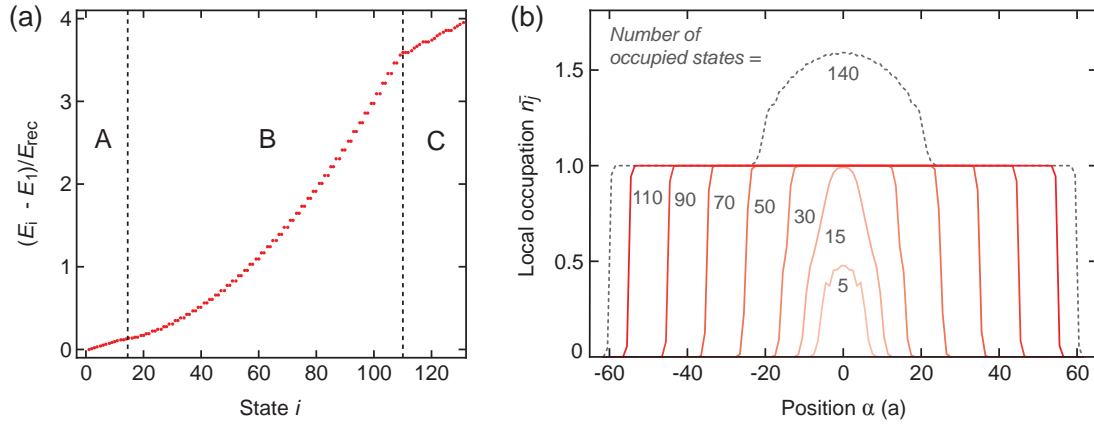 (a)
4
3
2
1
0
(E_i - E_1)/E_rec
A
B
C
0
20
40
60
80
100
120
State i
(b)
Number of
occupied states =
140
1.5
1.0
0.5
0
Local occupation n̄_j
110
90
70
50
30
15
5
-60
-40
-20
0
20
40
60
Position α (a)